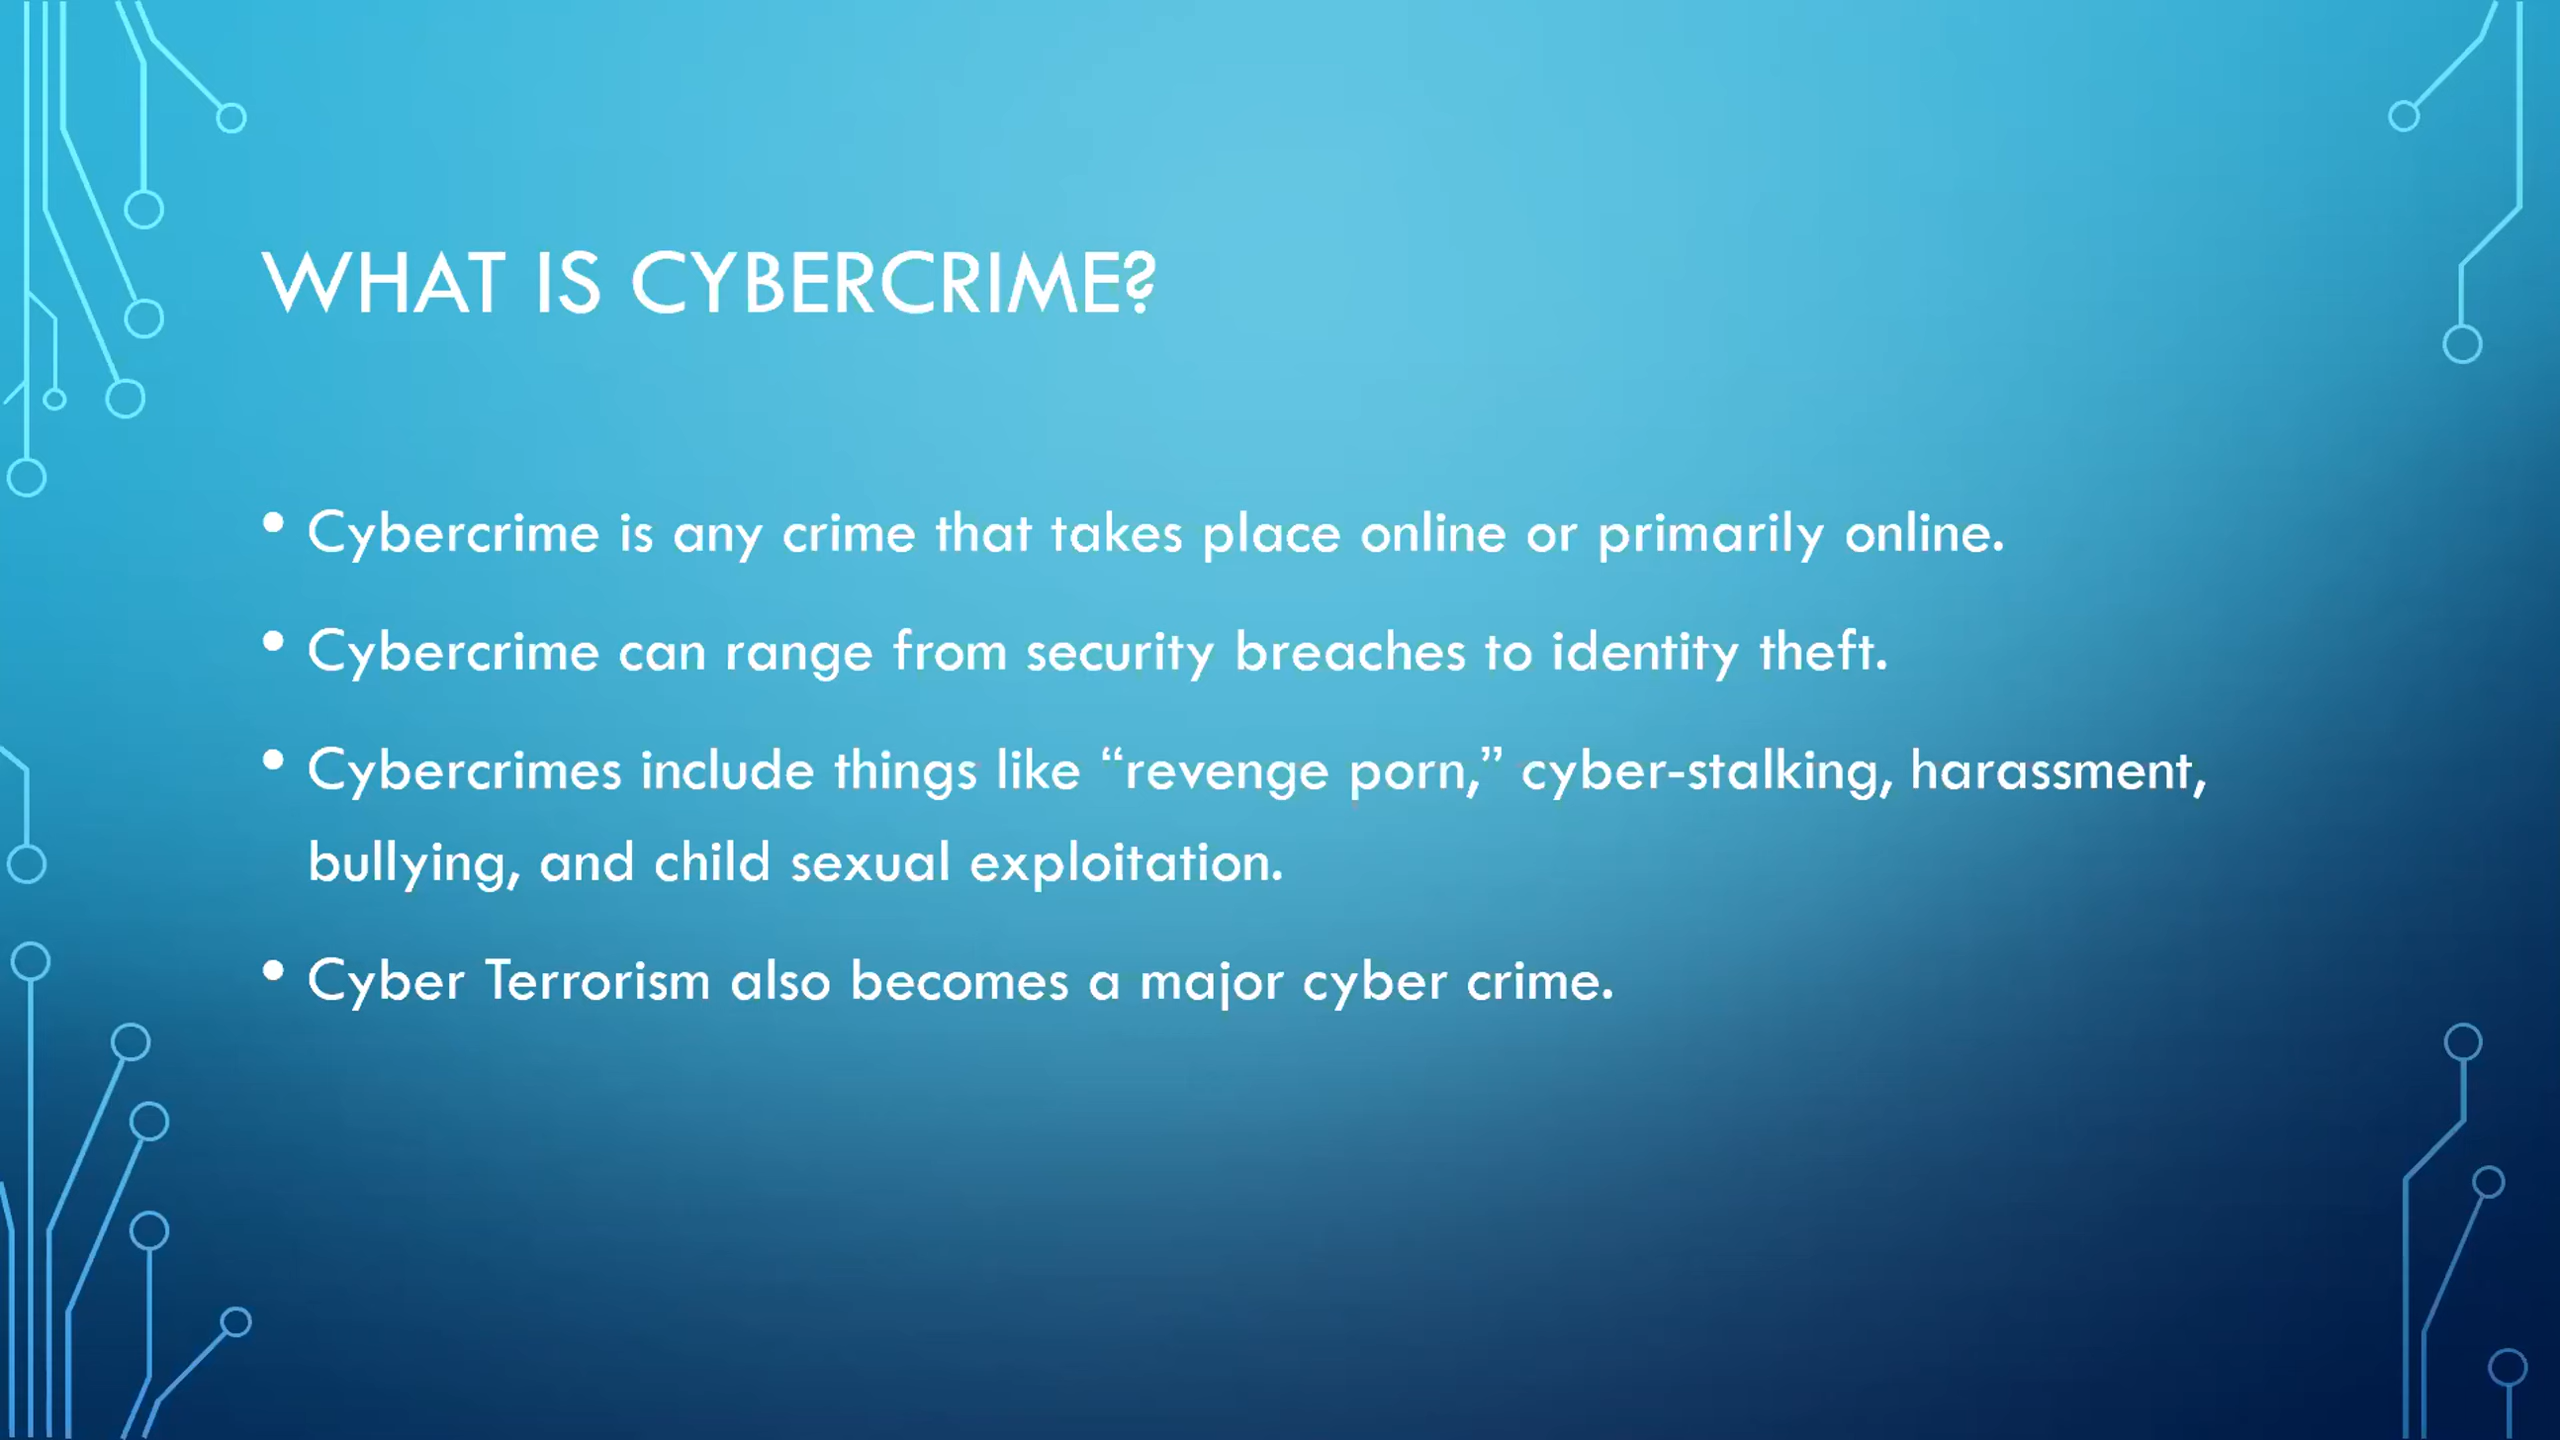 WHAT IS CYBERCRIME?
• Cybercrime is any crime that takes place online or primarily online.
• Cybercrime can range from security breaches to identity theft.
• Cybercrimes include things like “revenge porn,” cyber-stalking, harassment,
bullying, and child sexual exploitation.
• Cyber Terrorism also becomes a major cyber crime.